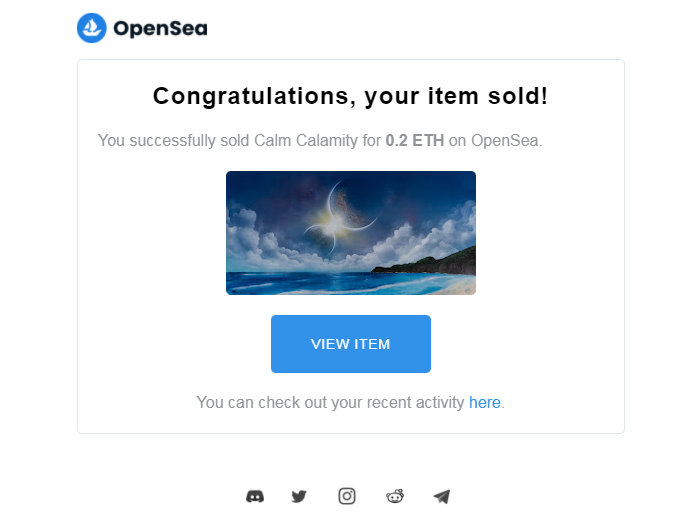 OpenSea
Congratulations, your item sold!
You successfully sold Calm Calamity for 0.2 ETH on OpenSea.
VIEW ITEM
You can check out your recent activity here.